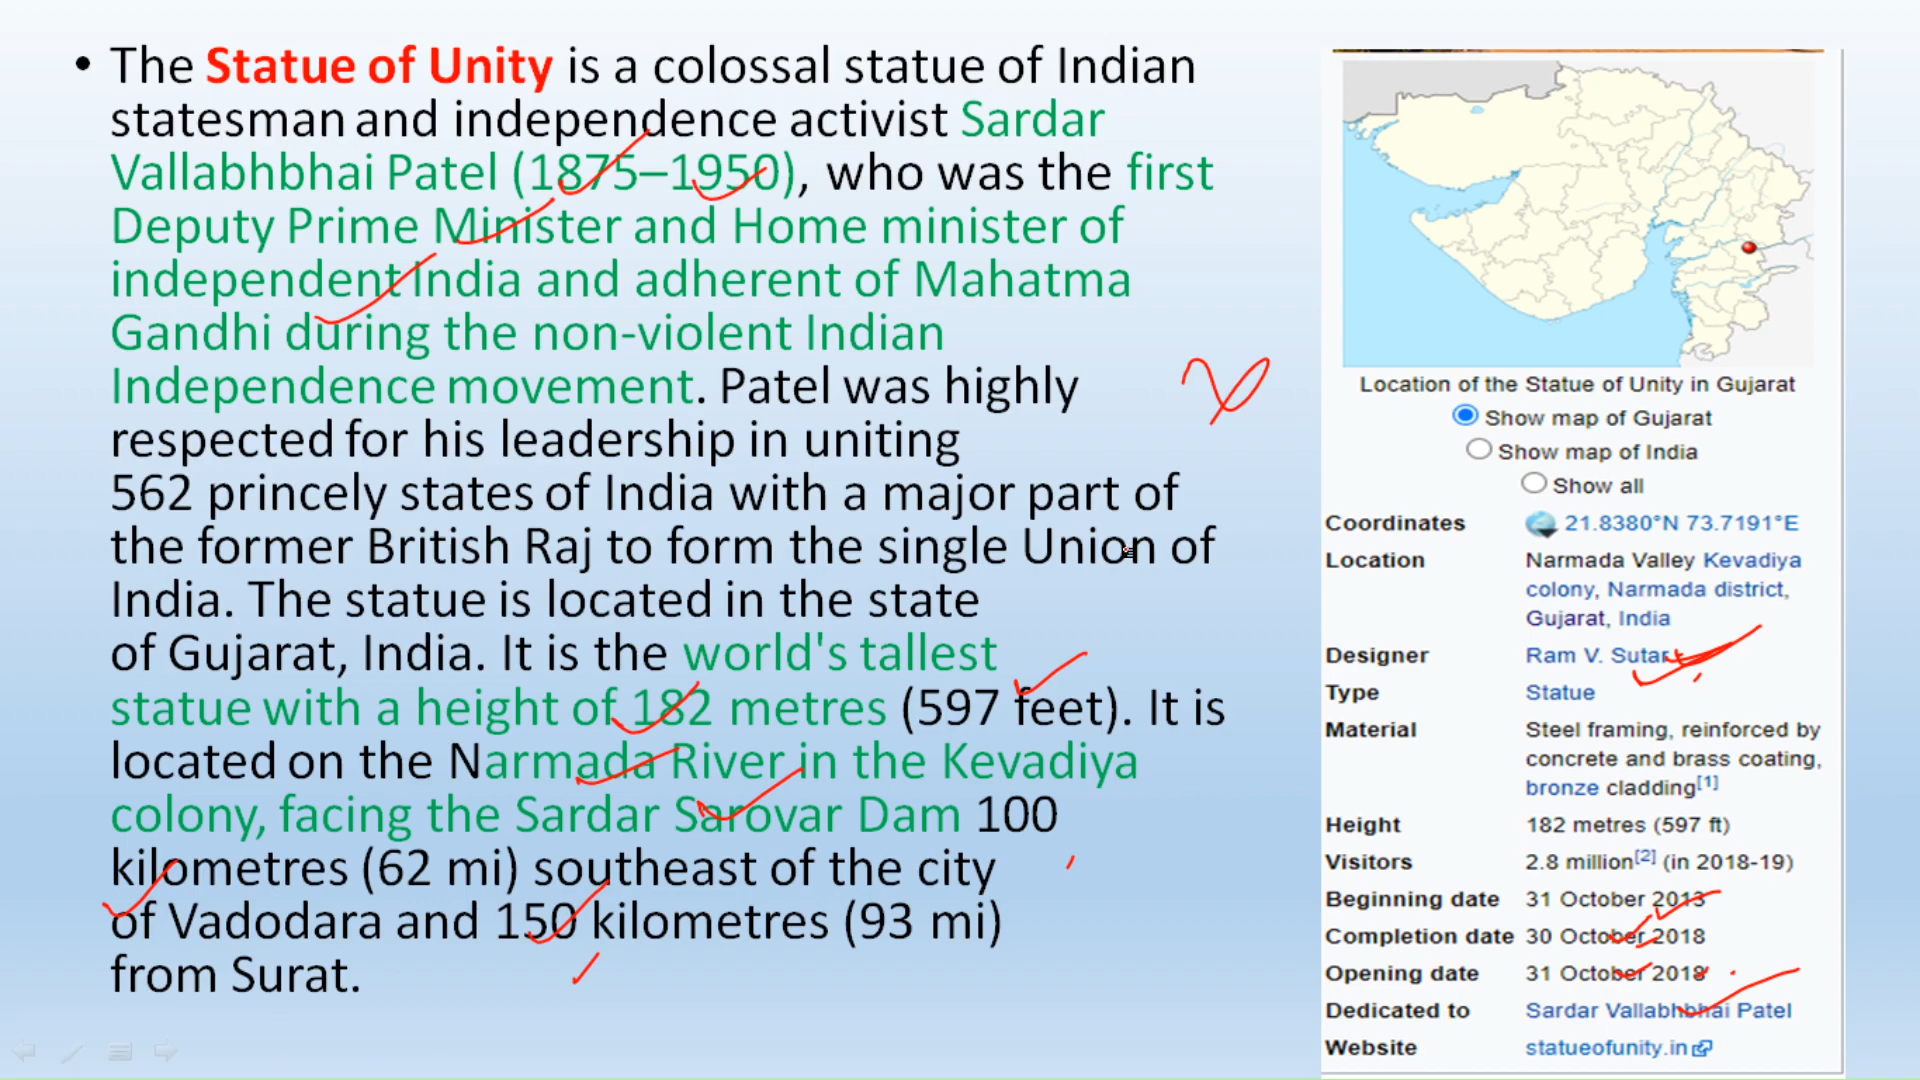 • The Statue of Unity is a colossal statue of Indian
statesman and independence activist Sardar
Vallabhbhai Patel (1875–1950), who was the first
Deputy Prime Minister and Home minister of
independent India and adherent of Mahatma
Gandhi during the non-violent Indian
Independence movement. Patel was highly
respected for his leadership in uniting
562 princely states of India with a major part of
the former British Raj to form the single Union of
India. The statue is located in the state
of Gujarat, India. It is the world's tallest
statue with a height of 182 metres (597 feet). It is
located on the Narmada River in the Kevadiya
colony, facing the Sardar Sarovar Dam 100
kilometres (62 mi) southeast of the city
of Vadodara and 150 kilometres (93 mi)
from Surat.
Location of the Statue of Unity in Gujarat
Show map of Gujarat
Show map of India
Show all
Coordinates 21.8380°N 73.7191°E
Location Narmada Valley Kevadiya
colony, Narmada district,
Gujarat, India
Designer Ram V. Sutar
Type Statue
Material Steel framing, reinforced by
concrete and brass coating,
bronze cladding[1]
Height 182 metres (597 ft)
Visitors 2.8 million[2] (in 2018-19)
Beginning date 31 October 2013
Completion date 30 October 2018
Opening date 31 October 2018
Dedicated to Sardar Vallabhbhai Patel
Website statueofunity.in